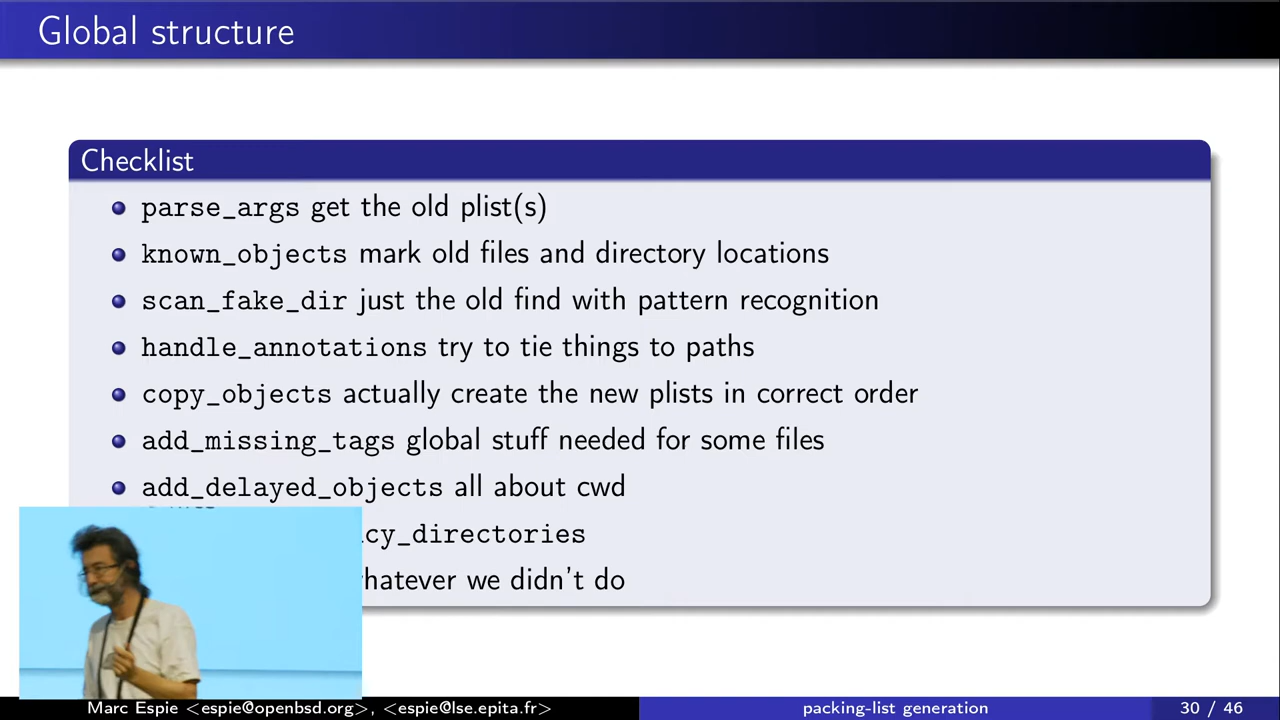 Global structure
Checklist
parse_args get the old plist(s)
known_objects mark old files and directory locations
scan_fake_dir just the old find with pattern recognition
handle_annotations try to tie things to paths
copy_objects actually create the new plists in correct order
add_missing_tags global stuff needed for some files
add_delayed_objects all about cwd
cy_directories
hatever we didn't do
Marc Espie <espie@openbsd.org>, <espie@lse.epita.fr>
packing-list generation
30 / 46